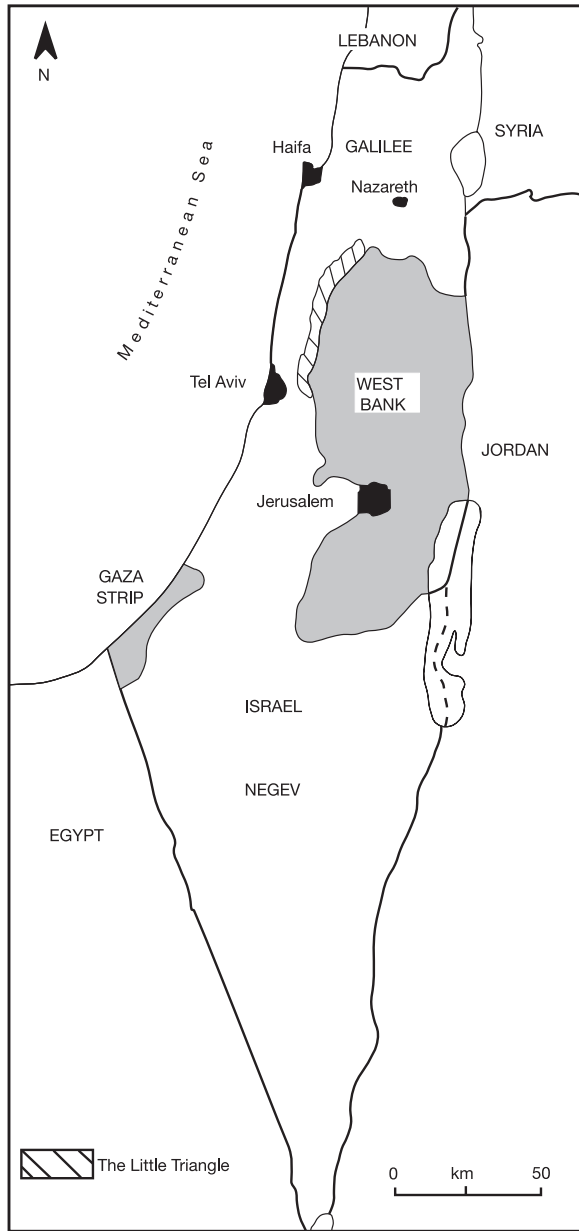 LEBANON
N
SYRIA
Haifa
GALILEE
Nazareth
Mediterranean Sea
Tel Aviv
WEST
BANK
JORDAN
Jerusalem
GAZA
STRIP
ISRAEL
NEGEV
EGYPT
The Little Triangle
0 km 50